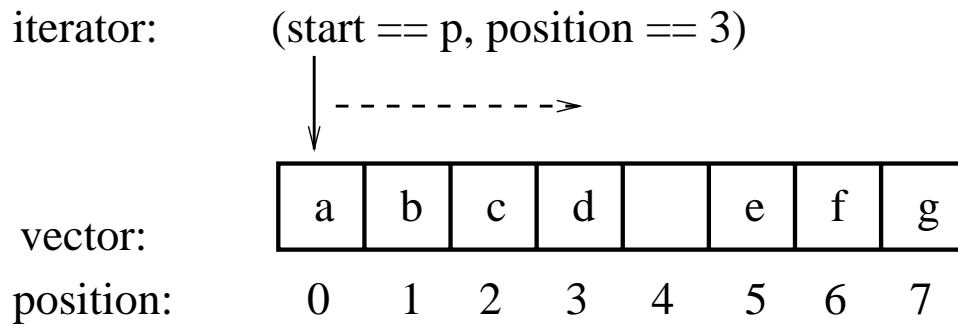 iterator: (start == p, position == 3)
a b c d e f g
vector:
position: 0 1 2 3 4 5 6 7